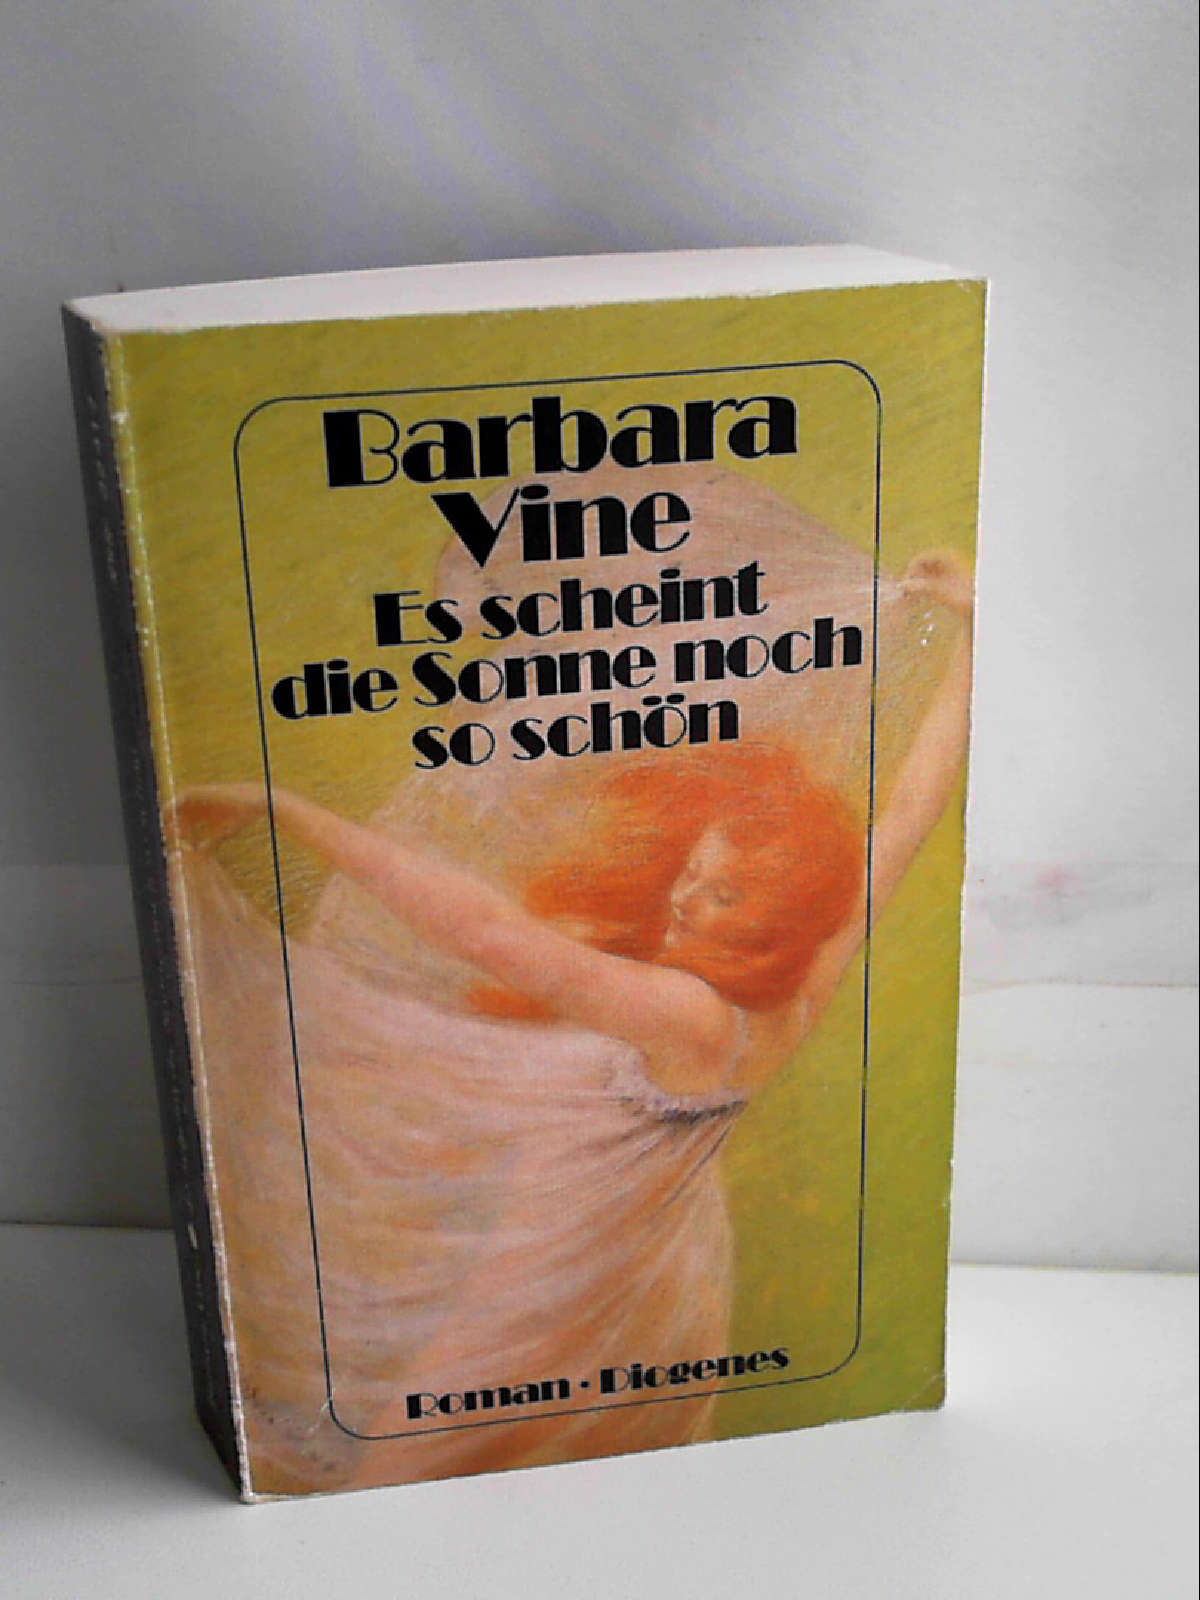 Barbara
Vine
Es scheint
die Sonne noch
so schön
Roman · Diogenes